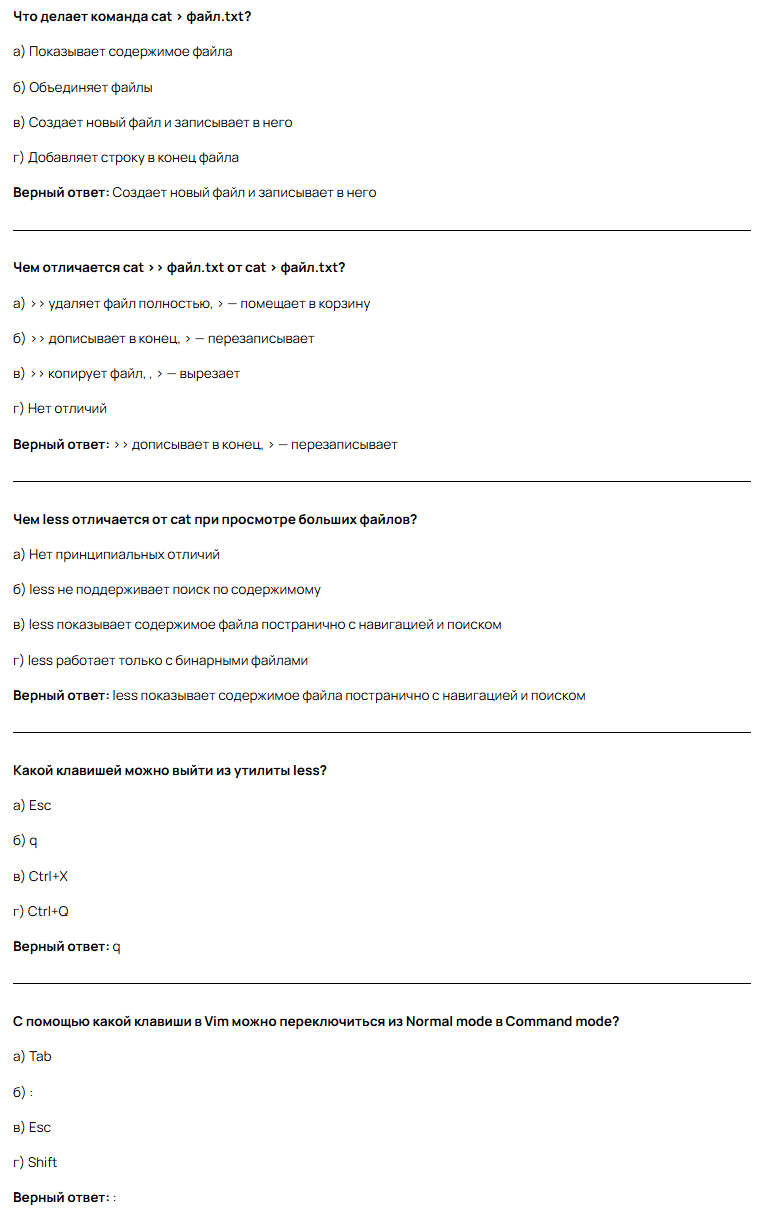 Что делает команда cat > файл.txt?
а) Показывает содержимое файла
б) Объединяет файлы
в) Создает новый файл и записывает в него
г) Добавляет строку в конец файла
Верный ответ: Создает новый файл и записывает в него
Чем отличается cat >> файл.txt от cat > файл.txt?
а) >> удаляет файл полностью, > — помещает в корзину
б) >> дописывает в конец, > — перезаписывает
в) >> копирует файл, , > — вырезает
г) Нет отличий
Верный ответ: >> дописывает в конец, > — перезаписывает
Чем less отличается от cat при просмотре больших файлов?
а) Нет принципиальных отличий
б) less не поддерживает поиск по содержимому
в) less показывает содержимое файла постранично с навигацией и поиском
г) less работает только с бинарными файлами
Верный ответ: less показывает содержимое файла постранично с навигацией и поиском
Какой клавишей можно выйти из утилиты less?
а) Esc
б) q
в) Ctrl+X
г) Ctrl+Q
Верный ответ: q
С помощью какой клавиши в Vim можно переключиться из Normal mode в Command mode?
а) Tab
б) :
в) Esc
г) Shift
Верный ответ: :